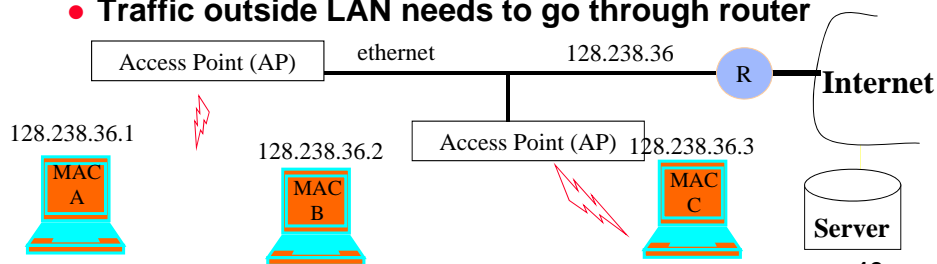 • Traffic outside LAN needs to go through router
Access Point (AP)
ethernet
128.238.36
R
Internet
128.238.36.1
128.238.36.2
Access Point (AP)
128.238.36.3
MAC
A
MAC
B
MAC
C
Server